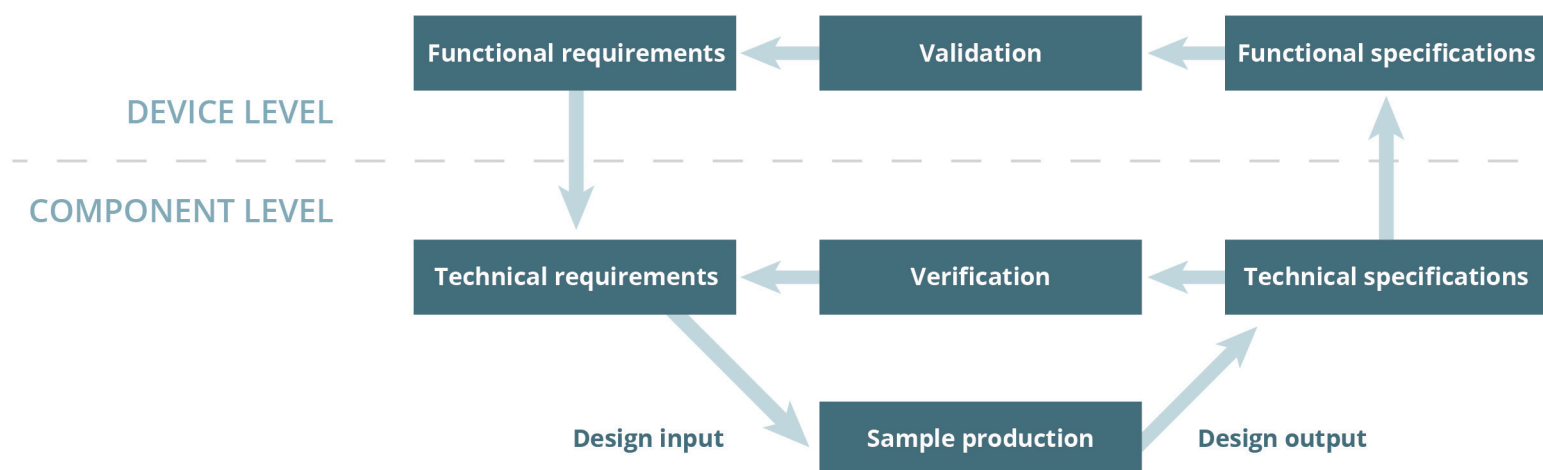 Functional requirements
Validation
Functional specifications
DEVICE LEVEL
COMPONENT LEVEL
Technical requirements
Verification
Technical specifications
Design input
Sample production
Design output